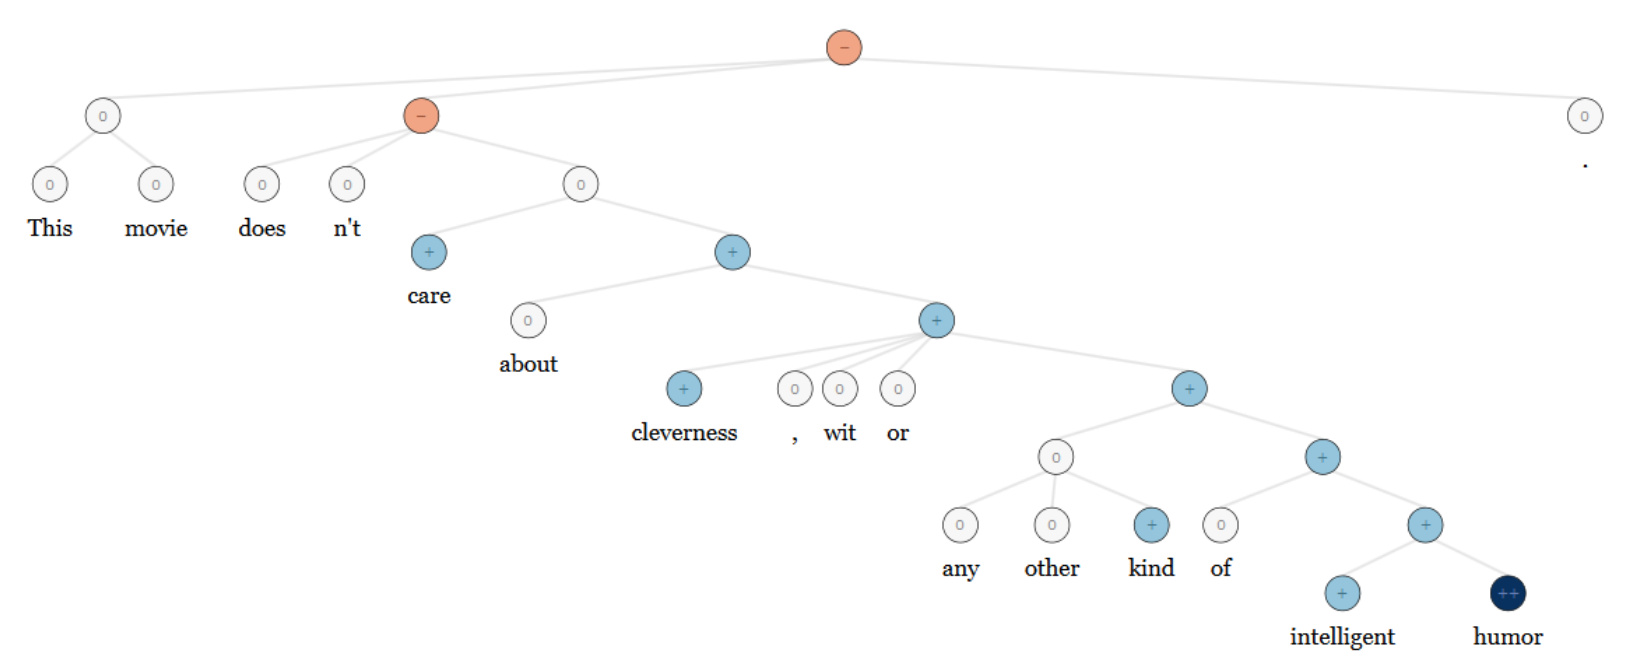 −
0 − 0
.
0 0 0 0 0
This movie does n't
+ +
care
0 +
about
+ 0 0 0 +
cleverness , wit or
0 +
0 0 + 0 +
any other kind of
+ ++
intelligent humor